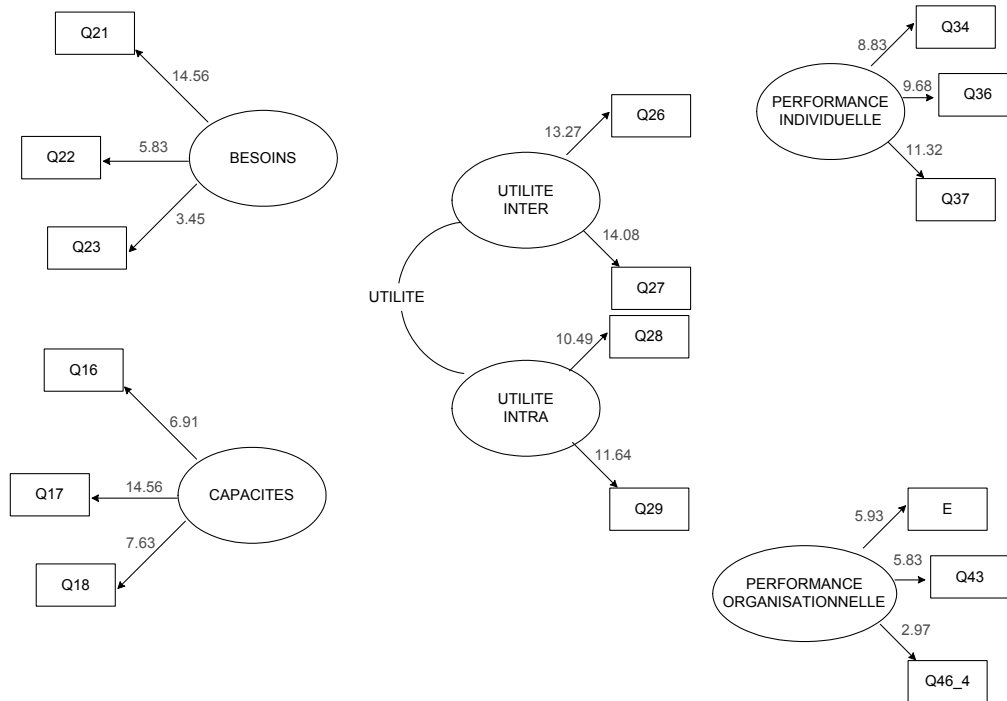 Q21
14.56
Q22
5.83
BESOINS
3.45
Q23
Q16
6.91
Q17
14.56
CAPACITES
7.63
Q18
Q26
13.27
UTILITE
INTER
14.08
Q27
UTILITE
Q28
10.49
UTILITE
INTRA
11.64
Q29
Q34
8.83
PERFORMANCE
INDIVIDUELLE
9.68
Q36
11.32
Q37
E
5.93
PERFORMANCE
ORGANISATIONNELLE
5.83
Q43
2.97
Q46_4